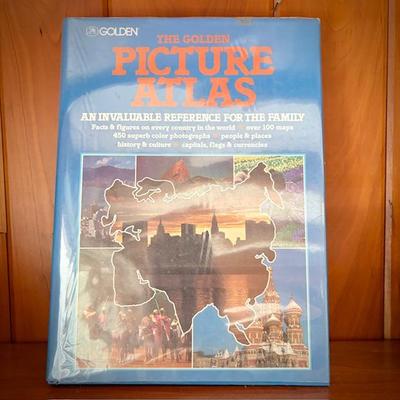 GOLDEN
THE GOLDEN
PICTURE
ATLAS
AN INVALUABLE REFERENCE FOR THE FAMILY
Facts & figures on every country in the world over 100 maps
450 superb color photographs people & places
history & culture capitals, flags & currencies